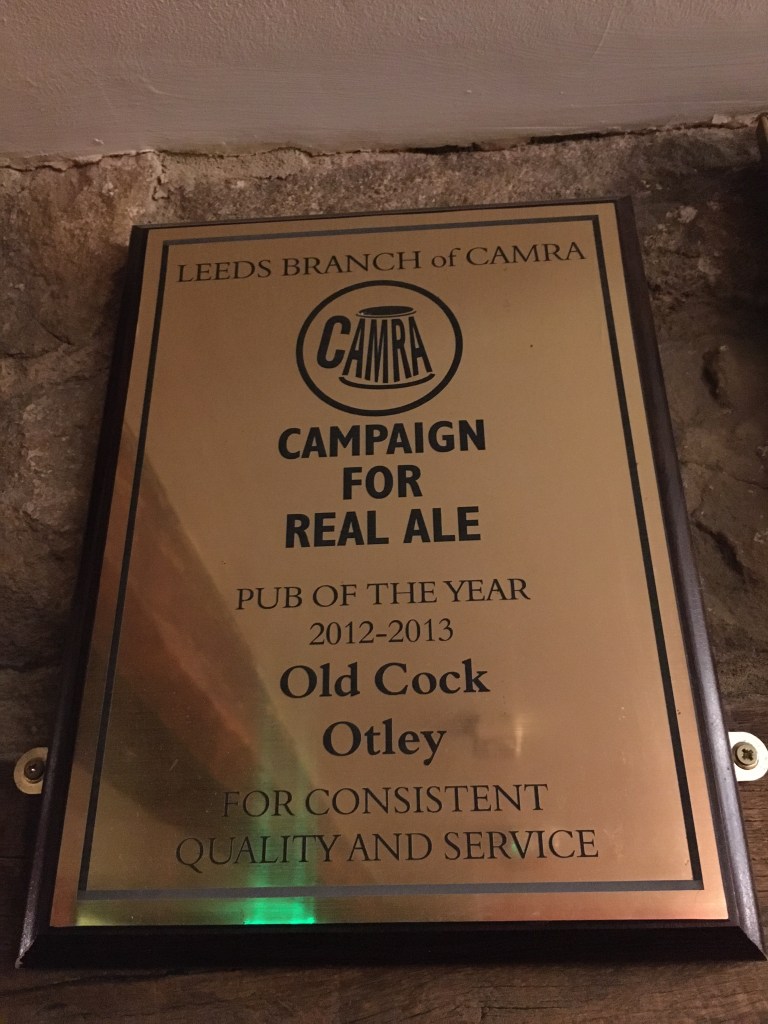 LEEDS BRANCH of CAMRA
CAMRA
CAMPAIGN
FOR
REAL ALE
PUB OF THE YEAR
2012-2013
Old Cock
Otley
FOR CONSISTENT
QUALITY AND SERVICE